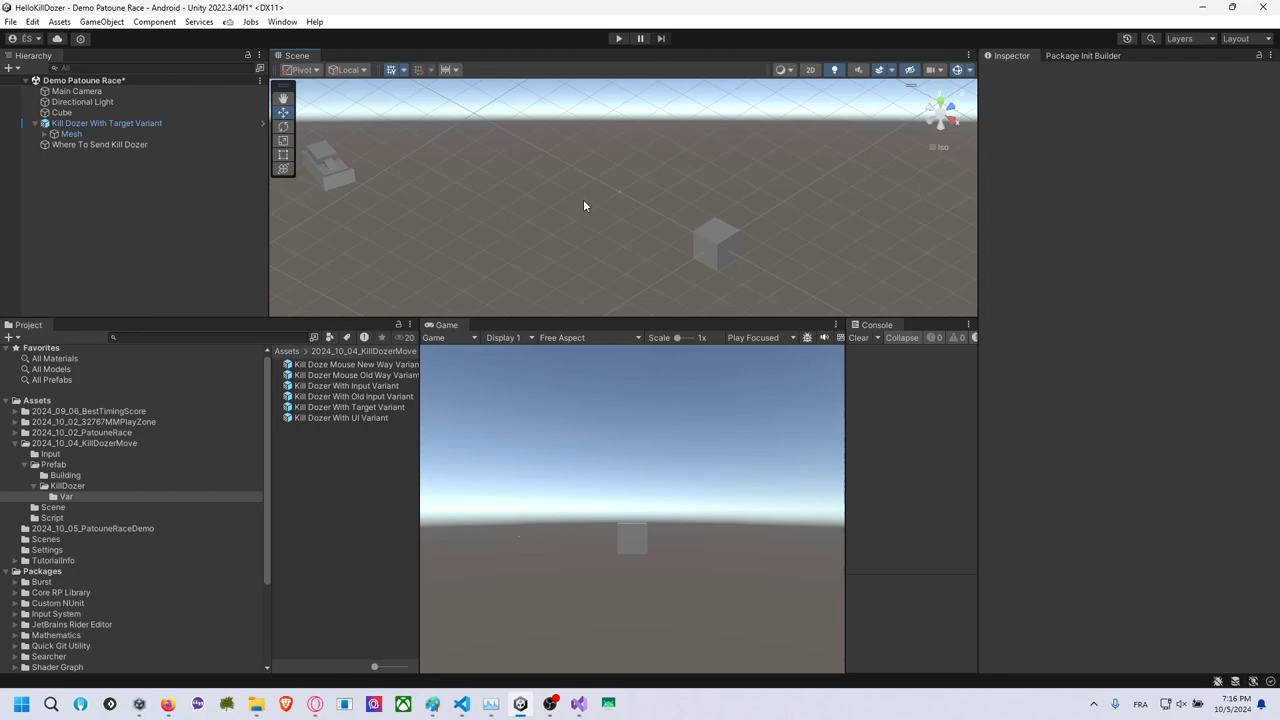 HelloKillDozer - Demo Patoune Race - Android - Unity 2022.3.40f1* <DX11>
File Edit Assets GameObject Component Services Jobs Window Help
ÉS Layers Layout
Hierarchy Scene Inspector Package Init Builder
All Pivot Local 2D
Demo Patoune Race*
Main Camera
Directional Light
Cube
Kill Dozer With Target Variant
Mesh
Where To Send Kill Dozer
y
x
Iso
Project Game Console
20 Game Display 1 Free Aspect Scale 1x Play Focused Clear Collapse 0 0
Favorites
All Materials
All Models
All Prefabs
Assets
2024_09_06_BestTimingScore
2024_10_02_32767MMPlayZone
2024_10_02_PatouneRace
2024_10_04_KillDozerMove
Input
Prefab
Building
KillDozer
Var
Scene
Script
2024_10_05_PatouneRaceDemo
Scenes
Settings
TutorialInfo
Packages
Burst
Core RP Library
Custom NUnit
Input System
JetBrains Rider Editor
Mathematics
Quick Git Utility
Searcher
Shader Graph
Assets > 2024_10_04_KillDozerMove
Kill Doze Mouse New Way Varian
Kill Dozer Mouse Old Way Variant
Kill Dozer With Input Variant
Kill Dozer With Old Input Variant
Kill Dozer With Target Variant
Kill Dozer With UI Variant
FRA
7:16 PM
10/5/2024